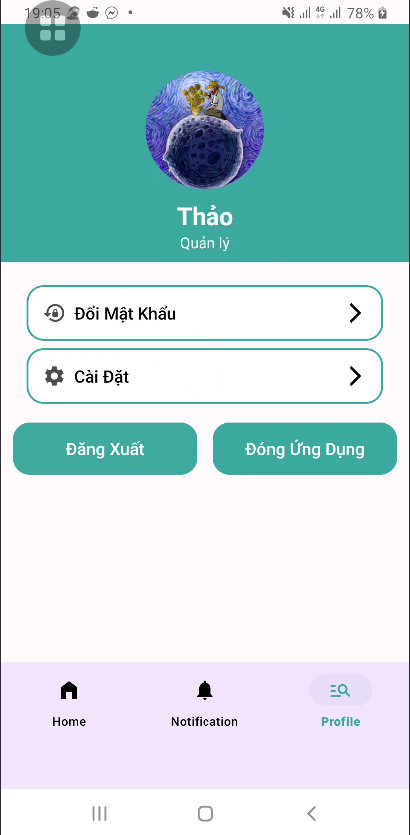 19:05
4G
78%
Thảo
Quản lý
Đổi Mật Khẩu
Cài Đặt
Đăng Xuất
Đóng Ứng Dụng
Home
Notification
Profile